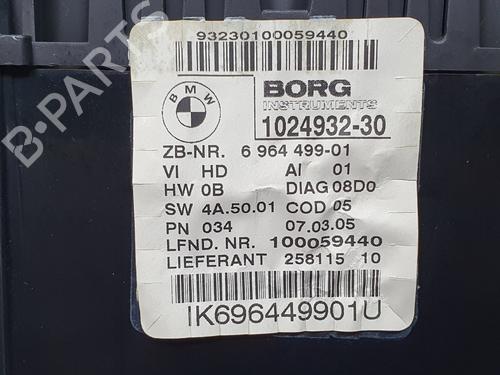 93230100059440
BMW
BORG
INSTRUMENTS
1024932-30
ZB-NR. 6 964 499-01
VI HD AI 01
HW 0B DIAG 08D0
SW 4A.50.01 COD 05
PN 034 07.03.05
LFND. NR. 100059440
LIEFERANT 258115 10
IK696449901U